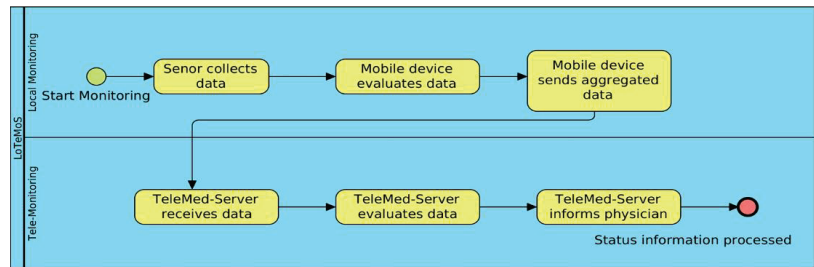 LoTeMoS
Local Monitoring
Start Monitoring
Senor collects
data
Mobile device
evaluates data
Mobile device
sends aggregated
data
Tele-Monitoring
TeleMed-Server
receives data
TeleMed-Server
evaluates data
TeleMed-Server
informs physician
Status information processed